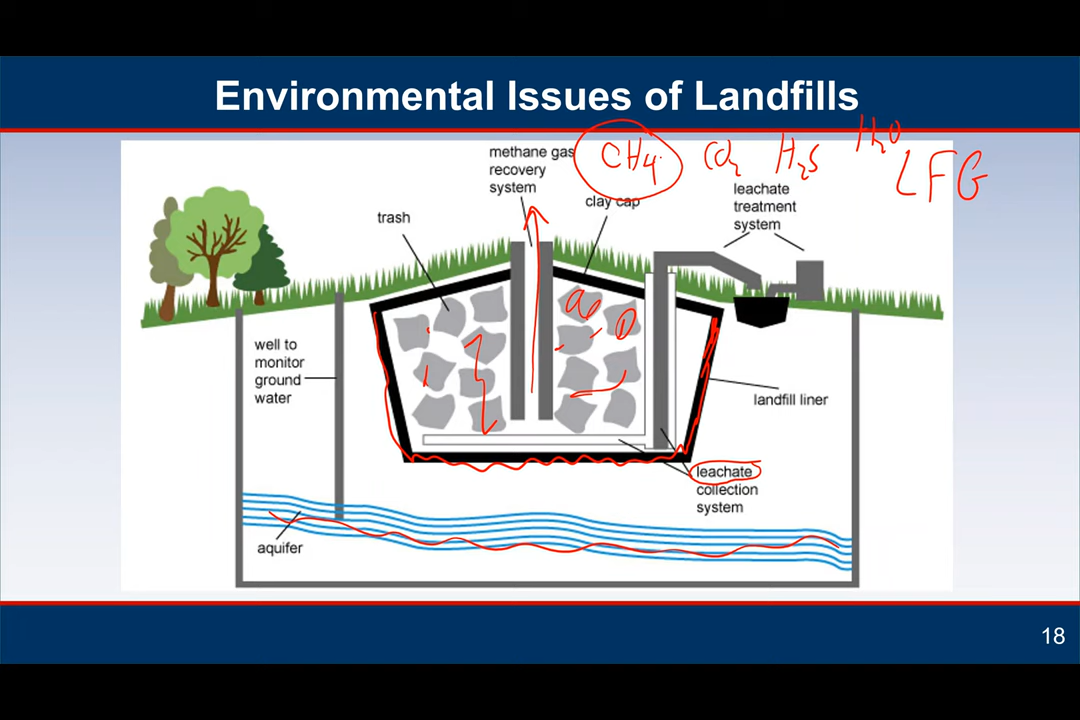 Environmental Issues of Landfills
methane gas
recovery
system
CH4
CO2
H2S
H2O
LFG
clay cap
leachate
treatment
system
trash
well to
monitor
ground
water
landfill liner
leachate
collection
system
aquifer
18